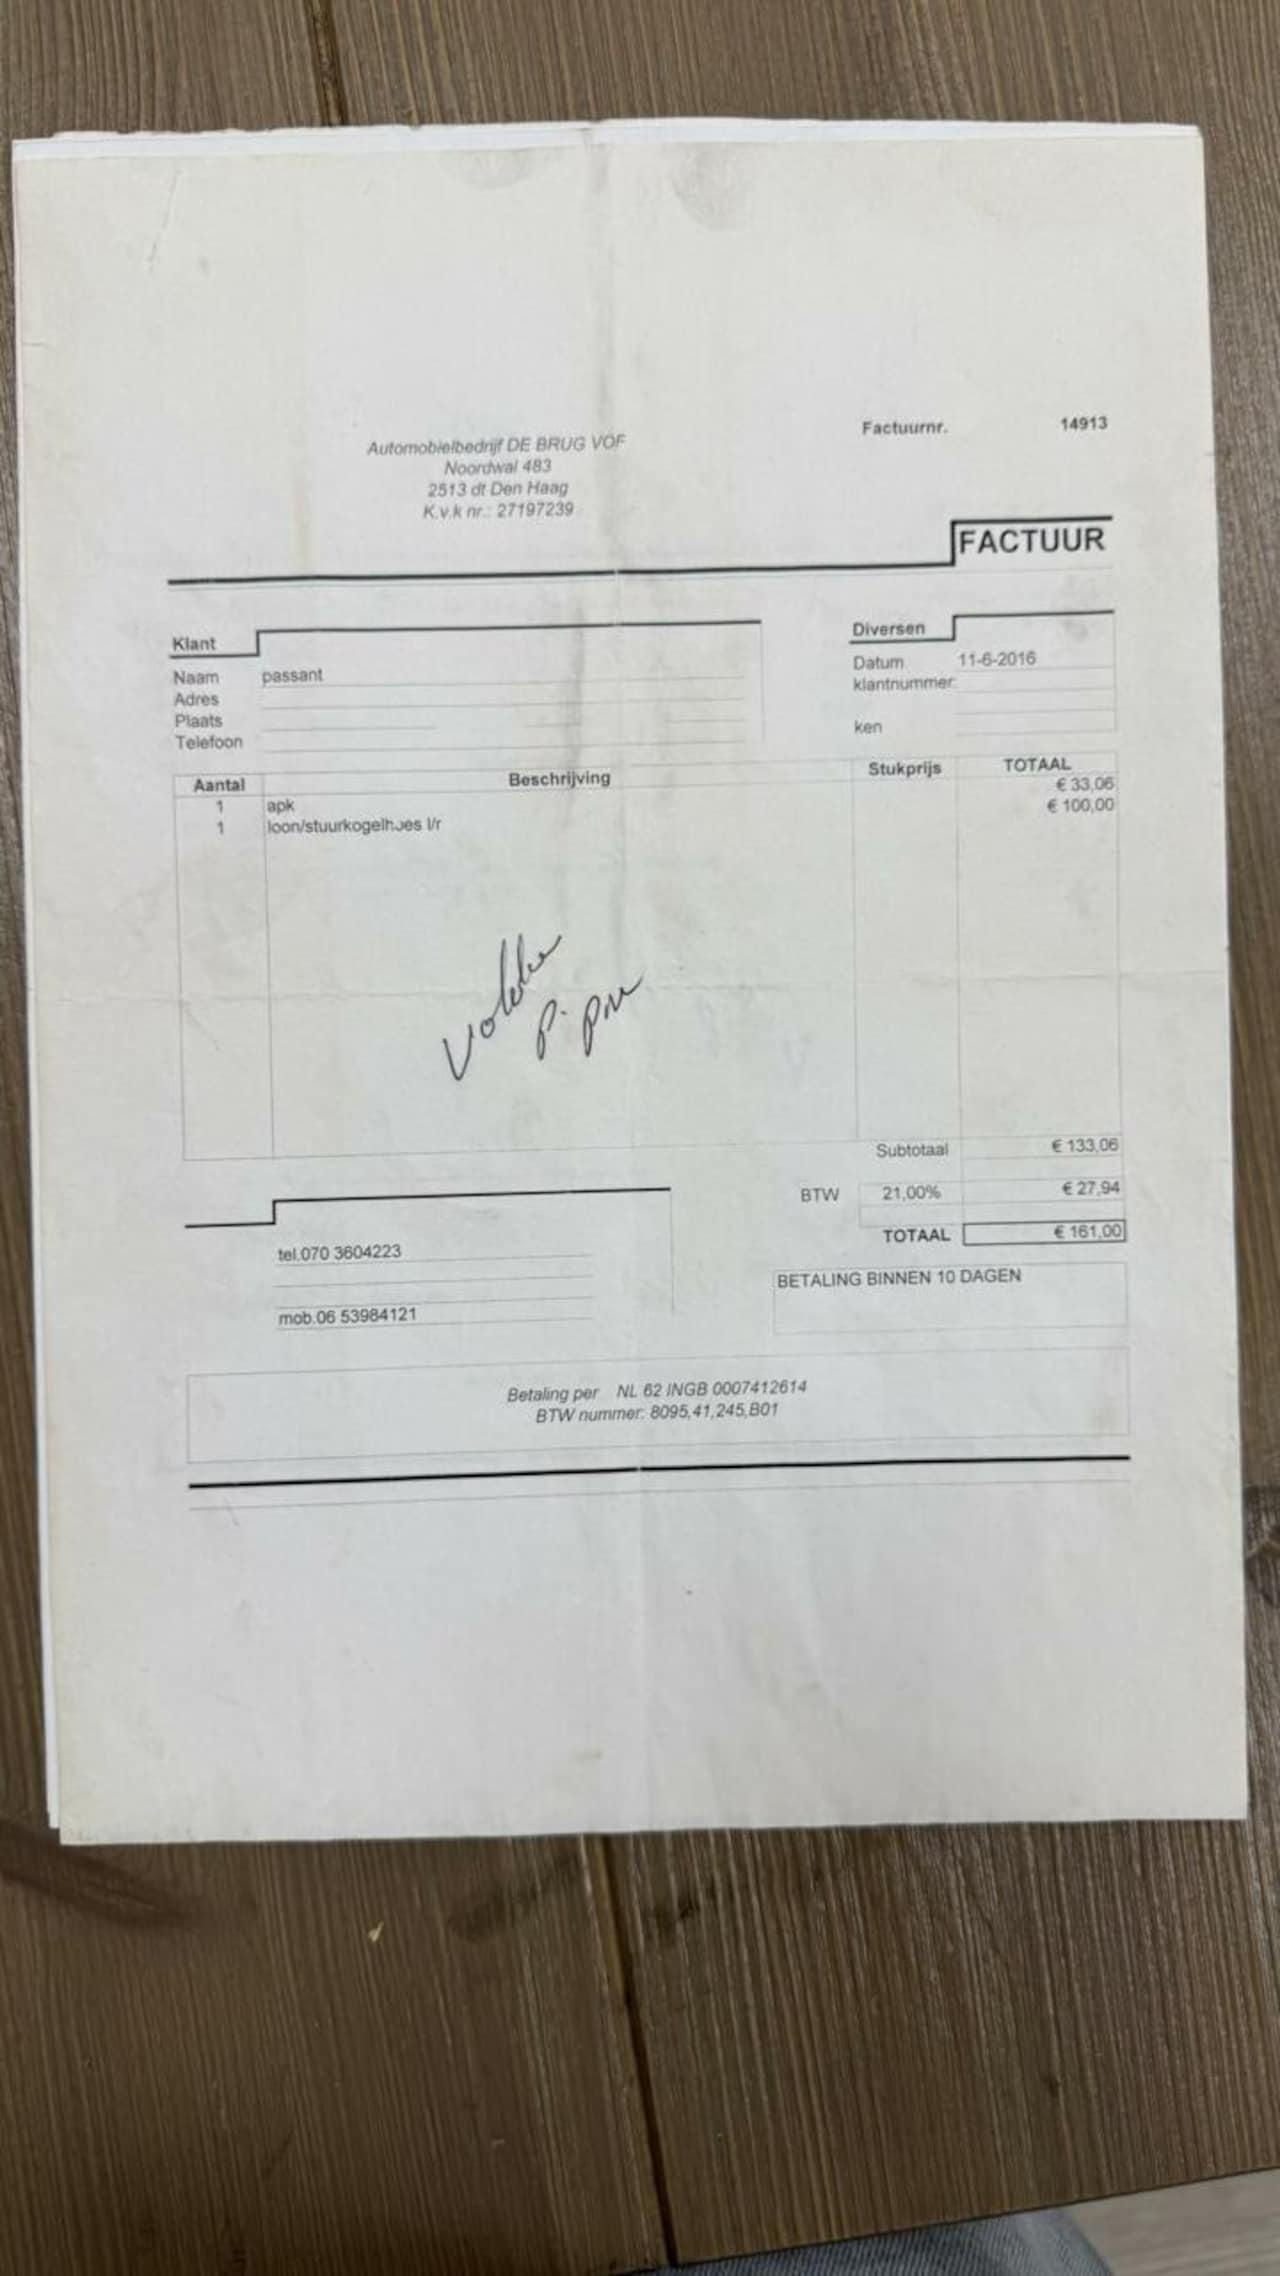 Factuurnr. 14913
Automobielbedrijf DE BRUG VOF
Noordwal 483
2513 dt Den Haag
K.v.k nr.: 27197239
FACTUUR
Klant
Naam passant
Adres
Plaats
Telefoon
Diversen
Datum 11-6-2016
klantnummer:
ken
Aantal Beschrijving Stukprijs TOTAAL
1 apk € 33,06
1 loon/stuurkogelhoes l/r € 100,00
Subtotaal € 133,06
BTW 21,00% € 27,94
TOTAAL € 161,00
tel.070 3604223
mob.06 53984121
BETALING BINNEN 10 DAGEN
Betaling per NL 62 INGB 0007412614
BTW nummer: 8095,41,245,B01